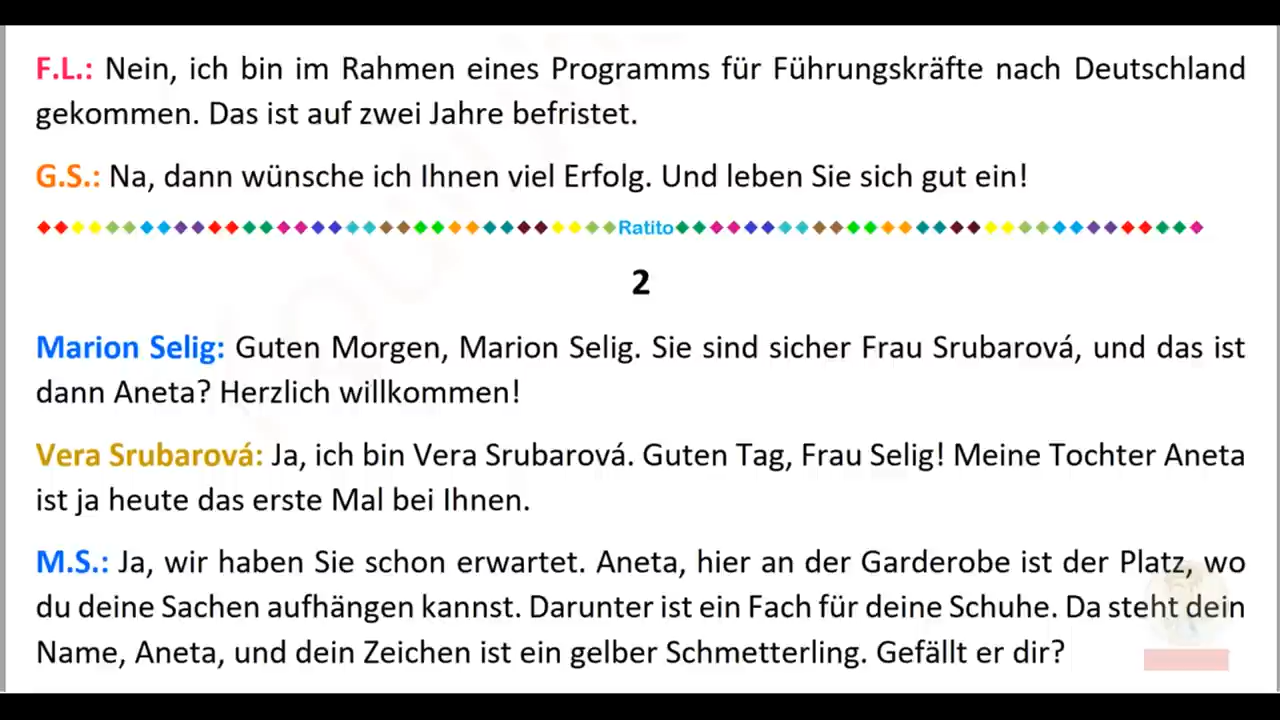 F.L.: Nein, ich bin im Rahmen eines Programms für Führungskräfte nach Deutschland
gekommen. Das ist auf zwei Jahre befristet.
G.S.: Na, dann wünsche ich Ihnen viel Erfolg. Und leben Sie sich gut ein!
Ratito
2
Marion Selig: Guten Morgen, Marion Selig. Sie sind sicher Frau Srubarová, und das ist
dann Aneta? Herzlich willkommen!
Vera Srubarová: Ja, ich bin Vera Srubarová. Guten Tag, Frau Selig! Meine Tochter Aneta
ist ja heute das erste Mal bei Ihnen.
M.S.: Ja, wir haben Sie schon erwartet. Aneta, hier an der Garderobe ist der Platz, wo
du deine Sachen aufhängen kannst. Darunter ist ein Fach für deine Schuhe. Da steht dein
Name, Aneta, und dein Zeichen ist ein gelber Schmetterling. Gefällt er dir?